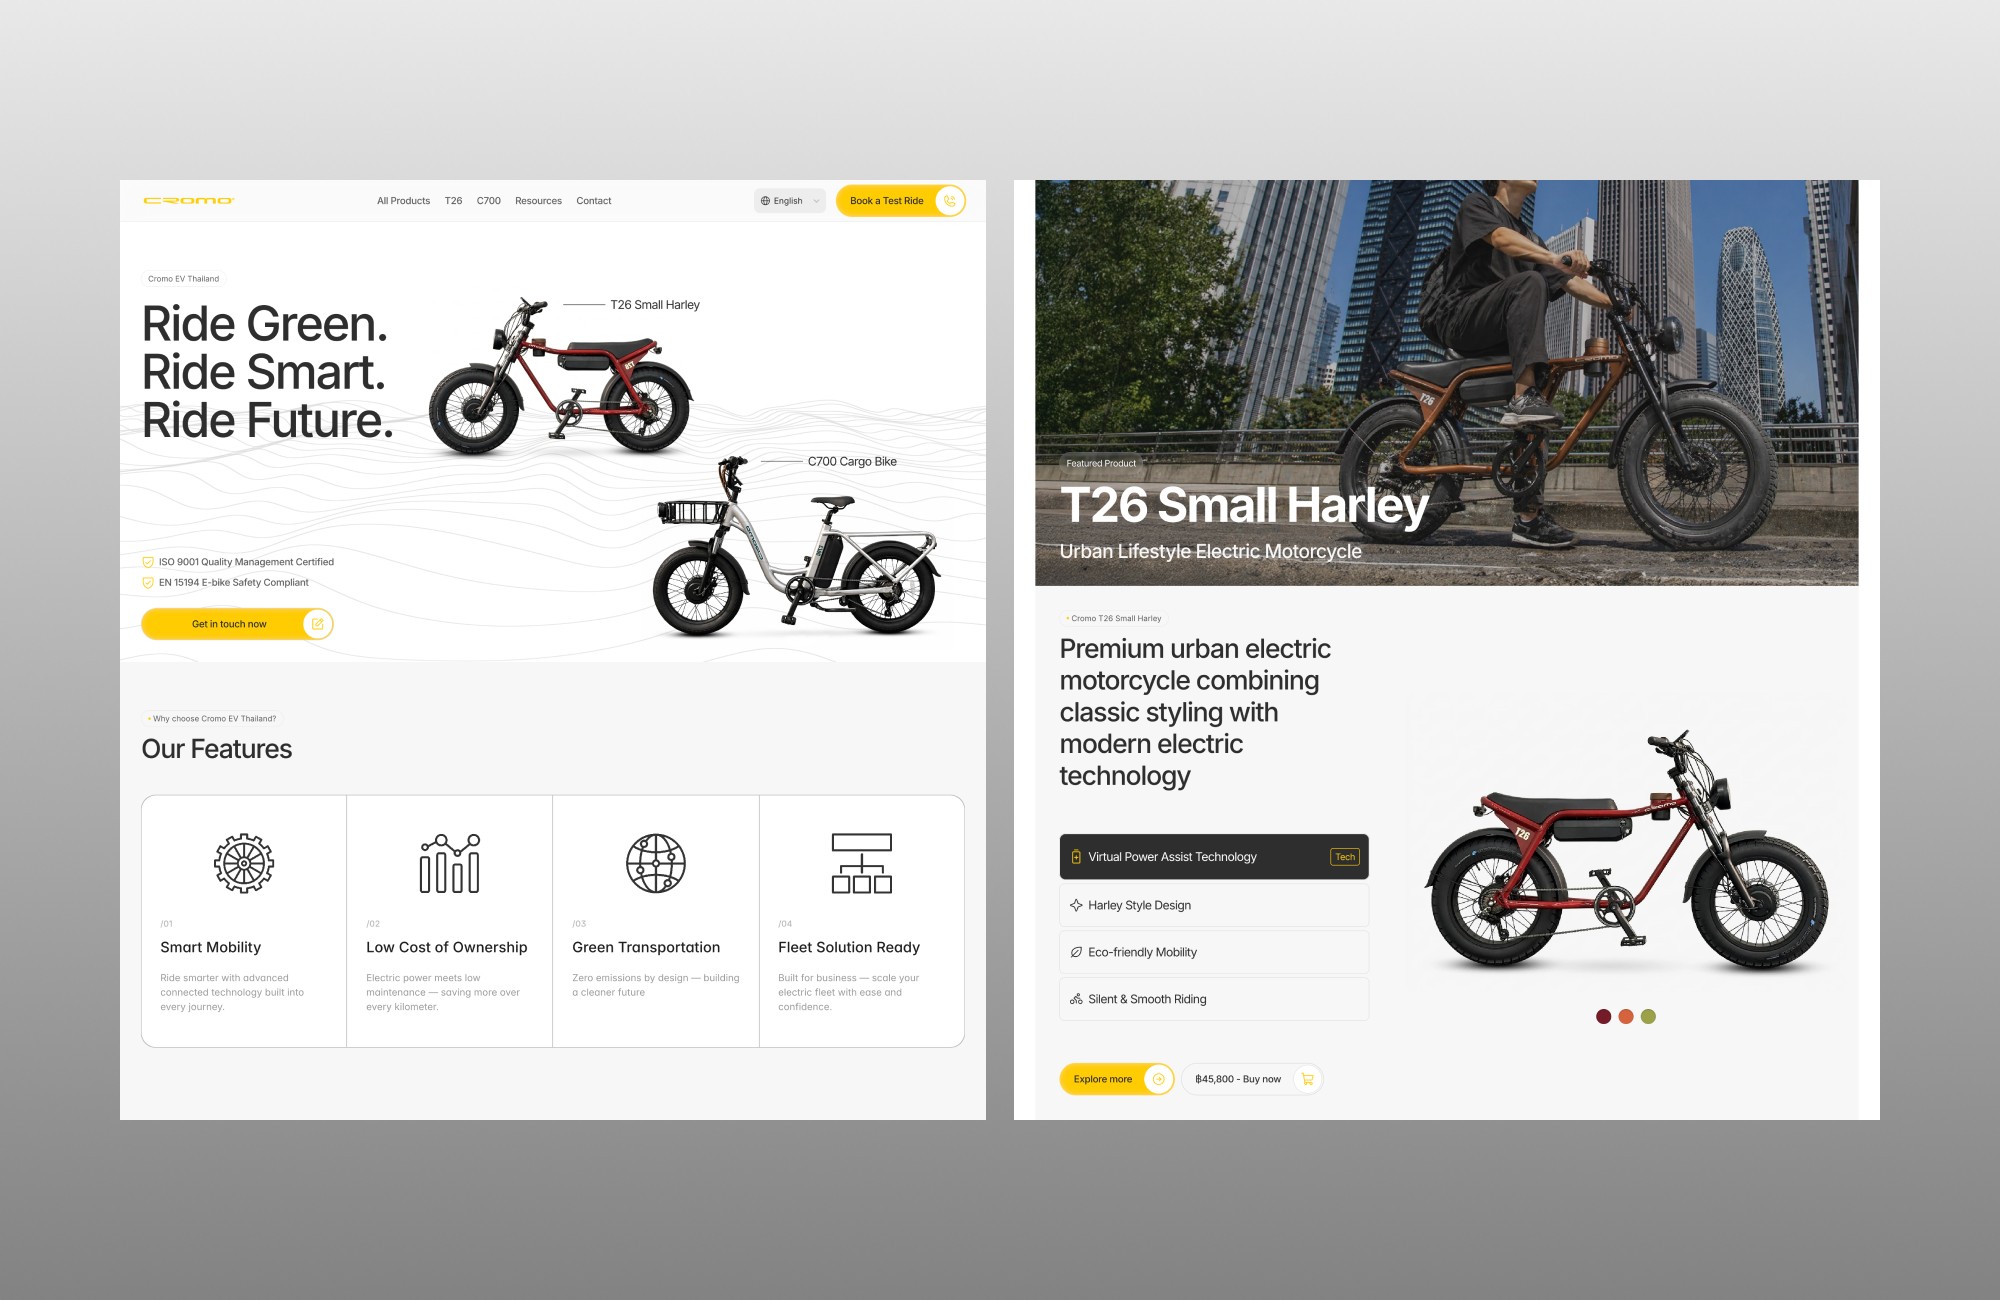 CROMO
All Products
T26
C700
Resources
Contact
English
Book a Test Ride
Cromo EV Thailand
Ride Green.
Ride Smart.
Ride Future.
T26 Small Harley
C700 Cargo Bike
ISO 9001 Quality Management Certified
EN 15194 E-bike Safety Compliant
Get in touch now
Why choose Cromo EV Thailand?
Our Features
/01
Smart Mobility
Ride smarter with advanced
connected technology built into
every journey.
/02
Low Cost of Ownership
Electric power meets low
maintenance — saving more over
every kilometer.
/03
Green Transportation
Zero emissions by design — building
a cleaner future
/04
Fleet Solution Ready
Built for business — scale your
electric fleet with ease and
confidence.
T26
Featured Product
T26 Small Harley
Urban Lifestyle Electric Motorcycle
Cromo T26 Small Harley
Premium urban electric
motorcycle combining
classic styling with
modern electric
technology
Virtual Power Assist Technology
Tech
Harley Style Design
Eco-friendly Mobility
Silent & Smooth Riding
CROMO
T26
Explore more
฿45,800 - Buy now